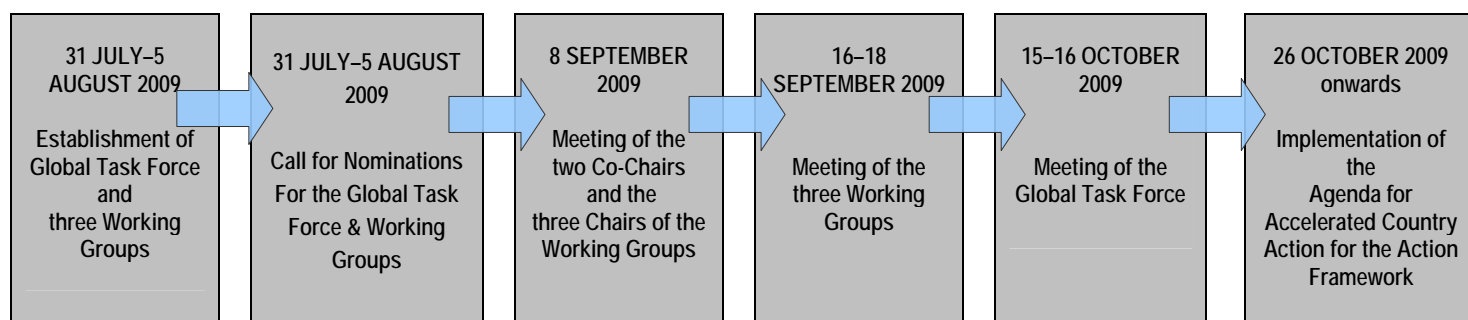 31 JULY–5
AUGUST 2009
Establishment of
Global Task Force
and
three Working
Groups
31 JULY–5 AUGUST
2009
Call for Nominations
For the Global Task
Force & Working
Groups
8 SEPTEMBER
2009
Meeting of the
two Co-Chairs
and the
three Chairs of the
Working Groups
16–18
SEPTEMBER 2009
Meeting of the
three Working
Groups
15–16 OCTOBER
2009
Meeting of the
Global Task Force
26 OCTOBER 2009
onwards
Implementation of
the
Agenda for
Accelerated Country
Action for the Action
Framework